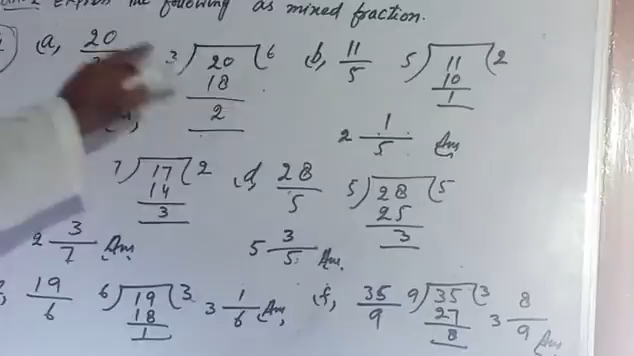 Express the following as mixed fraction.
a, 20 3)20(6 b, 11/5 5)11(2
18 10
2 1
2 1/5 Ans
7)17(2 d, 28/5 5)28(5
14 25
3 3
2 3/7 Ans 5 3/5 Ans.
19/6 6)19(3 3 1/6 Ans, f, 35/9 9)35(3 3 8/9 Ans
18 27
1 8